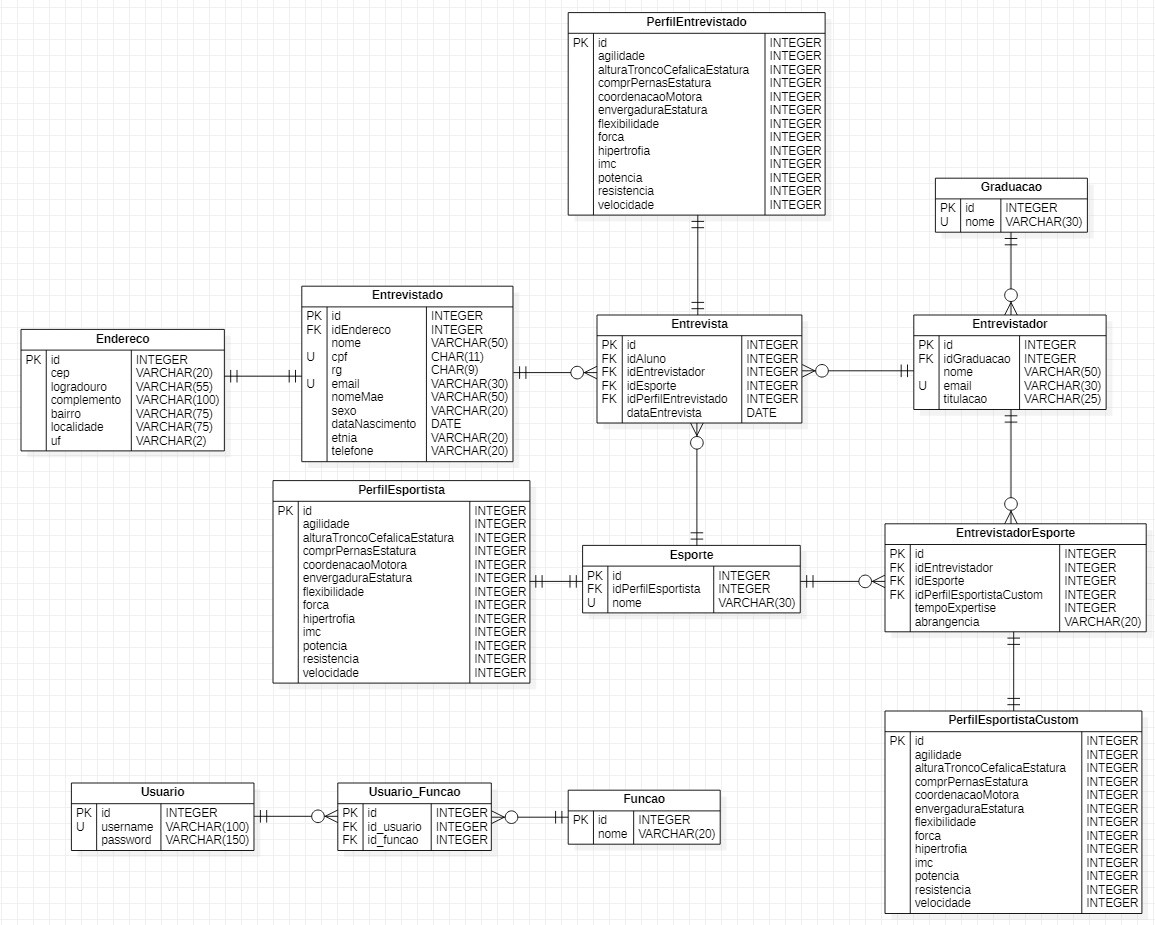 PerfilEntrevistado
PK id INTEGER
agilidade INTEGER
alturaTroncoCefalicaEstatura INTEGER
comprPernasEstatura INTEGER
coordenacaoMotora INTEGER
envergaduraEstatura INTEGER
flexibilidade INTEGER
forca INTEGER
hipertrofia INTEGER
imc INTEGER
potencia INTEGER
resistencia INTEGER
velocidade INTEGER
Graduacao
PK id INTEGER
U nome VARCHAR(30)
Endereco
PK id INTEGER
cep VARCHAR(20)
logradouro VARCHAR(55)
complemento VARCHAR(100)
bairro VARCHAR(75)
localidade VARCHAR(75)
uf VARCHAR(2)
Entrevistado
PK id INTEGER
FK idEndereco INTEGER
nome VARCHAR(50)
U cpf CHAR(11)
rg CHAR(9)
U email VARCHAR(30)
nomeMae VARCHAR(50)
sexo VARCHAR(20)
dataNascimento DATE
etnia VARCHAR(20)
telefone VARCHAR(20)
Entrevista
PK id INTEGER
FK idAluno INTEGER
FK idEntrevistador INTEGER
FK idEsporte INTEGER
FK idPerfilEntrevistado INTEGER
dataEntrevista DATE
Entrevistador
PK id INTEGER
FK idGraduacao INTEGER
nome VARCHAR(50)
U email VARCHAR(30)
titulacao VARCHAR(25)
PerfilEsportista
PK id INTEGER
agilidade INTEGER
alturaTroncoCefalicaEstatura INTEGER
comprPernasEstatura INTEGER
coordenacaoMotora INTEGER
envergaduraEstatura INTEGER
flexibilidade INTEGER
forca INTEGER
hipertrofia INTEGER
imc INTEGER
potencia INTEGER
resistencia INTEGER
velocidade INTEGER
Esporte
PK id INTEGER
FK idPerfilEsportista INTEGER
U nome VARCHAR(30)
EntrevistadorEsporte
PK id INTEGER
FK idEntrevistador INTEGER
FK idEsporte INTEGER
FK idPerfilEsportistaCustom INTEGER
tempoExpertise INTEGER
abrangencia VARCHAR(20)
PerfilEsportistaCustom
PK id INTEGER
agilidade INTEGER
alturaTroncoCefalicaEstatura INTEGER
comprPernasEstatura INTEGER
coordenacaoMotora INTEGER
envergaduraEstatura INTEGER
flexibilidade INTEGER
forca INTEGER
hipertrofia INTEGER
imc INTEGER
potencia INTEGER
resistencia INTEGER
velocidade INTEGER
Usuario
PK id INTEGER
U username VARCHAR(100)
password VARCHAR(150)
Usuario_Funcao
PK id INTEGER
FK id_usuario INTEGER
FK id_funcao INTEGER
Funcao
PK id INTEGER
nome VARCHAR(20)